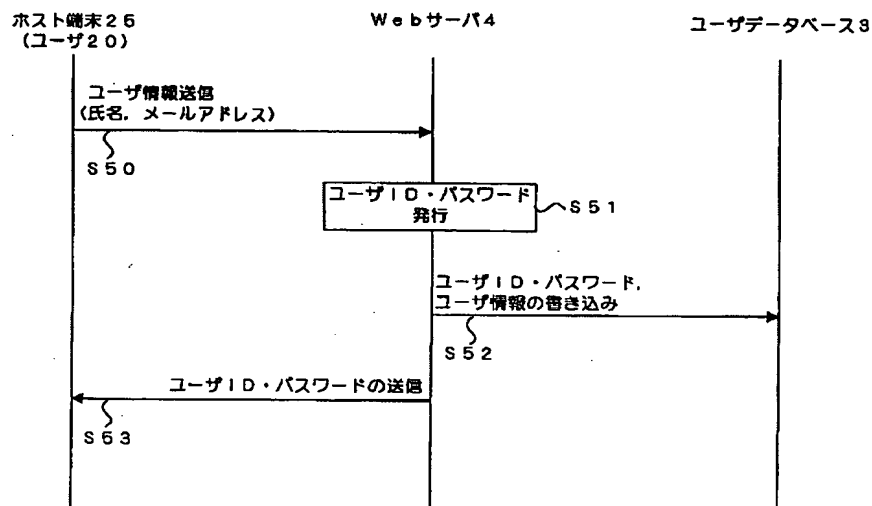 ホスト端末25
(ユーザ20)
Webサーバ4
ユーザデータベース3
ユーザ情報送信
(氏名,メールアドレス)
S50
ユーザID・パスワード
発行
S51
ユーザID・パスワード,
ユーザ情報の書き込み
S52
ユーザID・パスワードの送信
S53